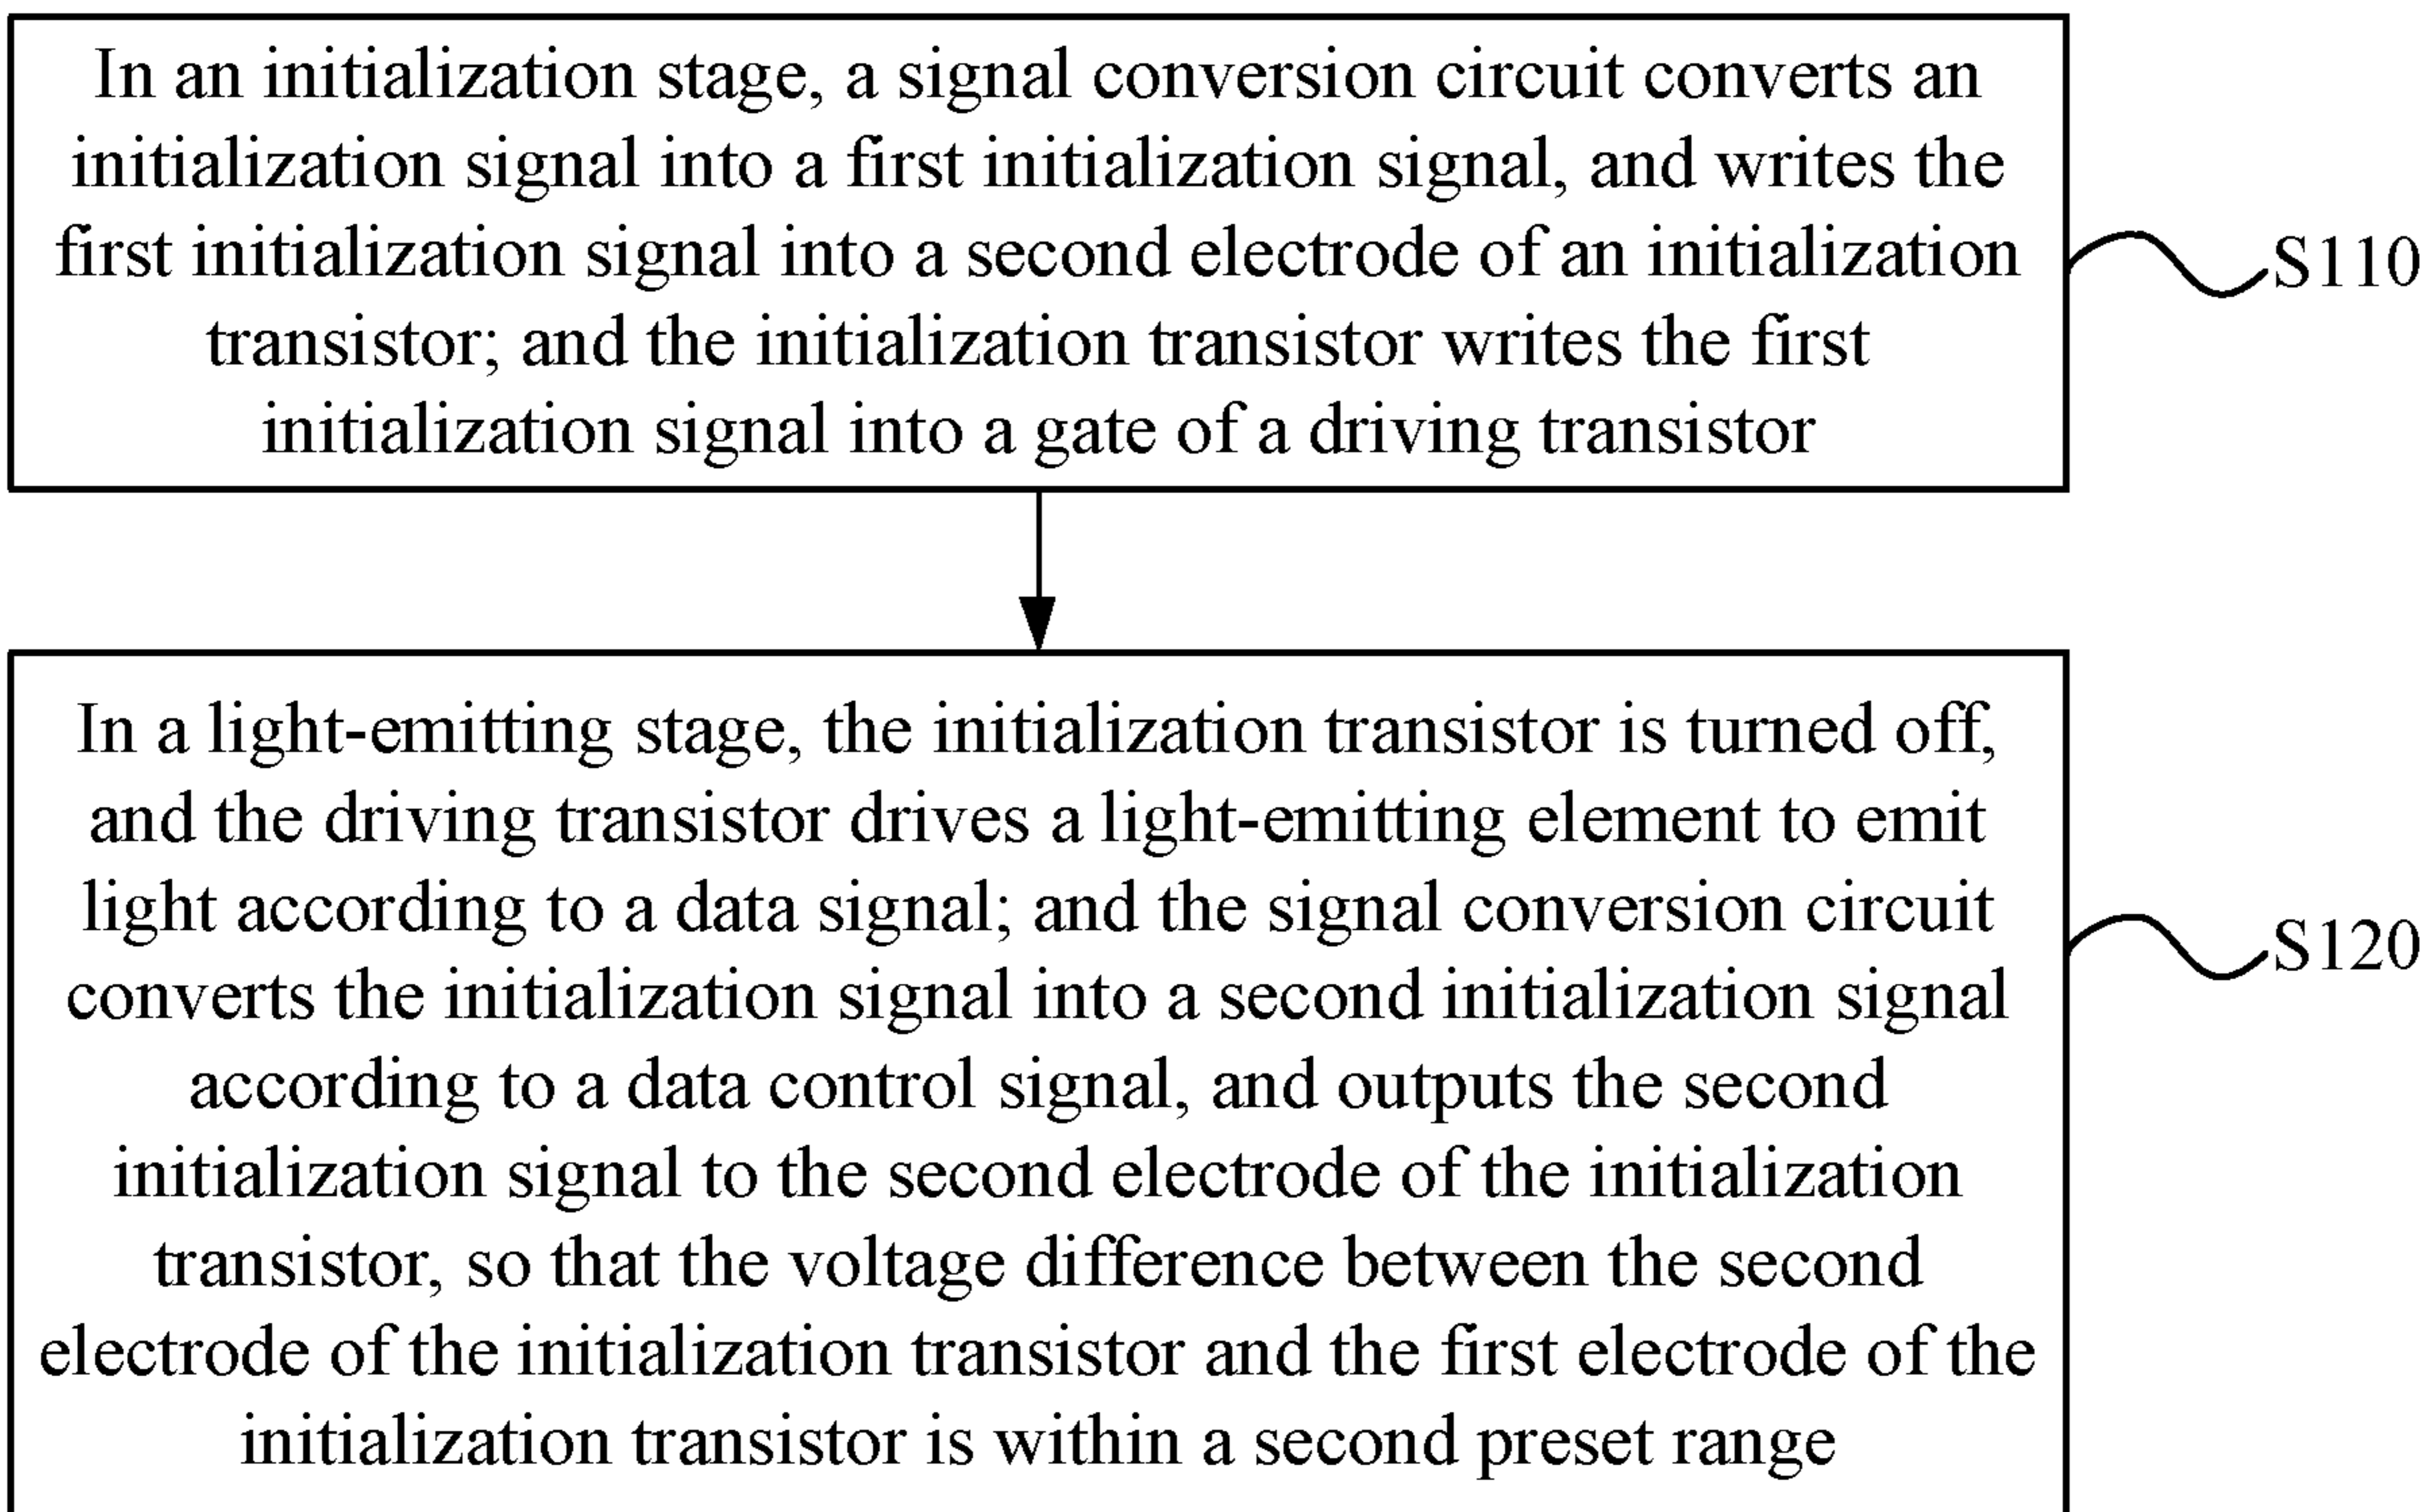 In an initialization stage, a signal conversion circuit converts an
initialization signal into a first initialization signal, and writes the
first initialization signal into a second electrode of an initialization
transistor; and the initialization transistor writes the first
initialization signal into a gate of a driving transistor
S110
In a light-emitting stage, the initialization transistor is turned off,
and the driving transistor drives a light-emitting element to emit
light according to a data signal; and the signal conversion circuit
converts the initialization signal into a second initialization signal
according to a data control signal, and outputs the second
initialization signal to the second electrode of the initialization
transistor, so that the voltage difference between the second
electrode of the initialization transistor and the first electrode of the
initialization transistor is within a second preset range
S120